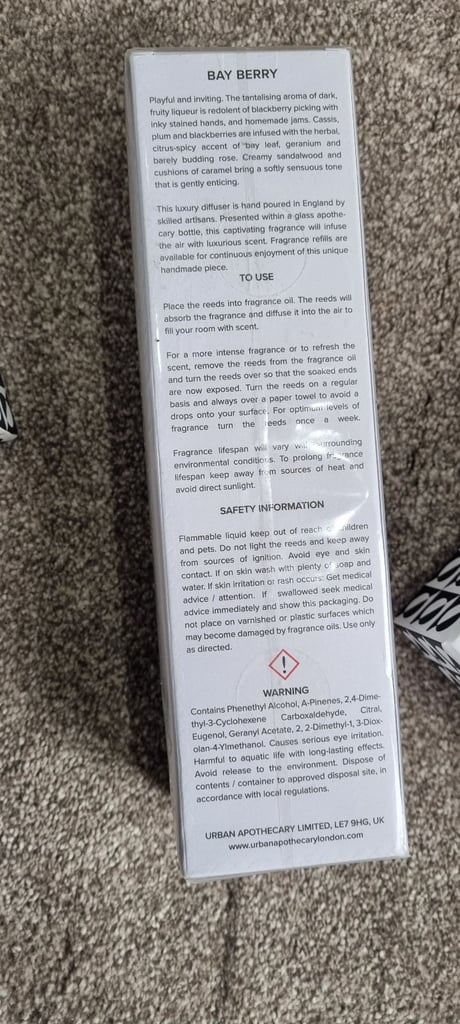 BAY BERRY
Playful and inviting. The tantalising aroma of dark,
fruity liqueur is redolent of blackberry picking with
inky stained hands, and homemade jams. Cassis,
plum and blackberries are infused with the herbal,
citrus-spicy accent of bay leaf, geranium and
barely budding rose. Creamy sandalwood and
cushions of caramel bring a softly sensuous tone
that is gently enticing.
This luxury diffuser is hand poured in England by
skilled artisans. Presented within a glass apothe-
cary bottle, this captivating fragrance will infuse
the air with luxurious scent. Fragrance refills are
available for continuous enjoyment of this unique
handmade piece.
TO USE
Place the reeds into fragrance oil. The reeds will
absorb the fragrance and diffuse it into the air to
fill your room with scent.
For a more intense fragrance or to refresh the
scent, remove the reeds from the fragrance oil
and turn the reeds over so that the soaked ends
are now exposed. Turn the reeds on a regular
basis and always over a paper towel to avoid a
drops onto your surface. For optimum levels of
fragrance turn the reeds once a week.
Fragrance lifespan will vary with surrounding
environmental conditions. To prolong fragrance
lifespan keep away from sources of heat and
avoid direct sunlight.
SAFETY INFORMATION
Flammable liquid keep out of reach of children
and pets. Do not light the reeds and keep away
from sources of ignition. Avoid eye and skin
contact. If on skin wash with plenty of soap and
water. If skin irritation or rash occurs: Get medical
advice / attention. If swallowed seek medical
advice immediately and show this packaging. Do
not place on varnished or plastic surfaces which
may become damaged by fragrance oils. Use only
as directed.
!
WARNING
Contains Phenethyl Alcohol, A-Pinenes, 2,4-Dime-
thyl-3-Cyclohexene Carboxaldehyde, Citral,
Eugenol, Geranyl Acetate, 2, 2-Dimethyl-1, 3-Diox-
olan-4-Ylmethanol. Causes serious eye irritation.
Harmful to aquatic life with long-lasting effects.
Avoid release to the environment. Dispose of
contents / container to approved disposal site, in
accordance with local regulations.
URBAN APOTHECARY LIMITED, LE7 9HG, UK
www.urbanapothecarylondon.com